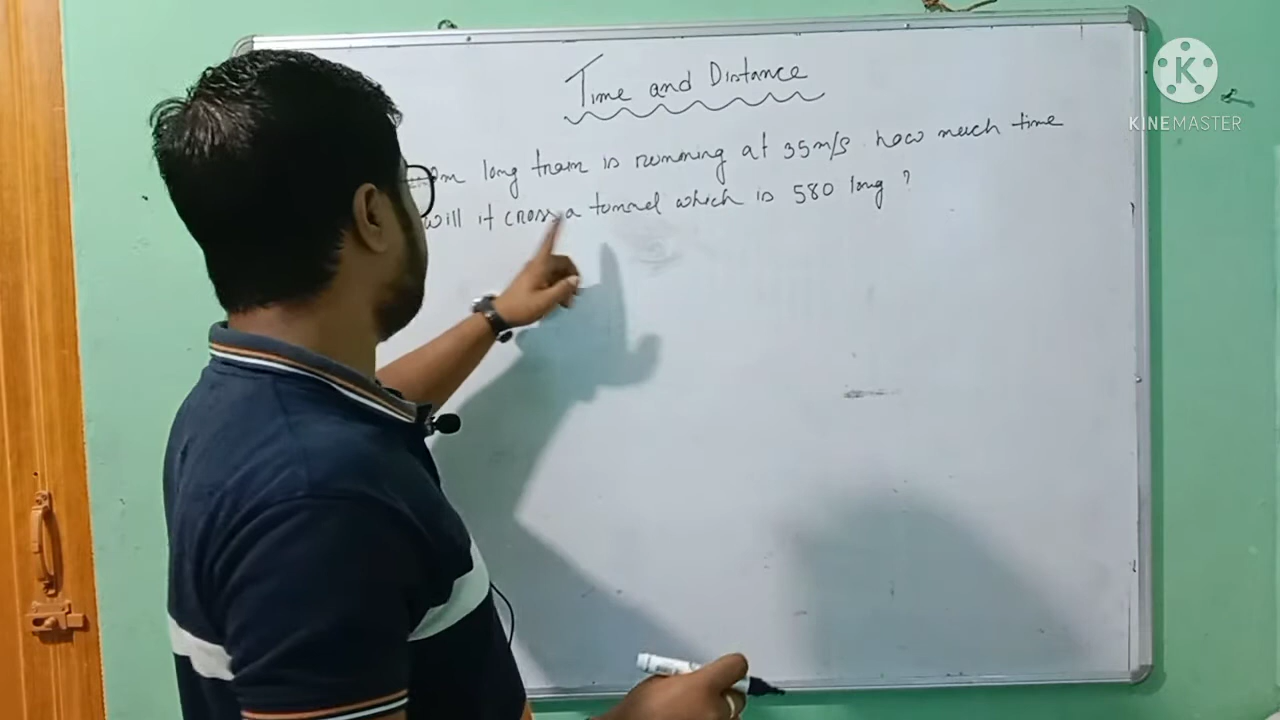 Time and Distance
long train is running at 35m/s how much time
will it cross a tunnel which is 580 long ?
K
KINEMASTER